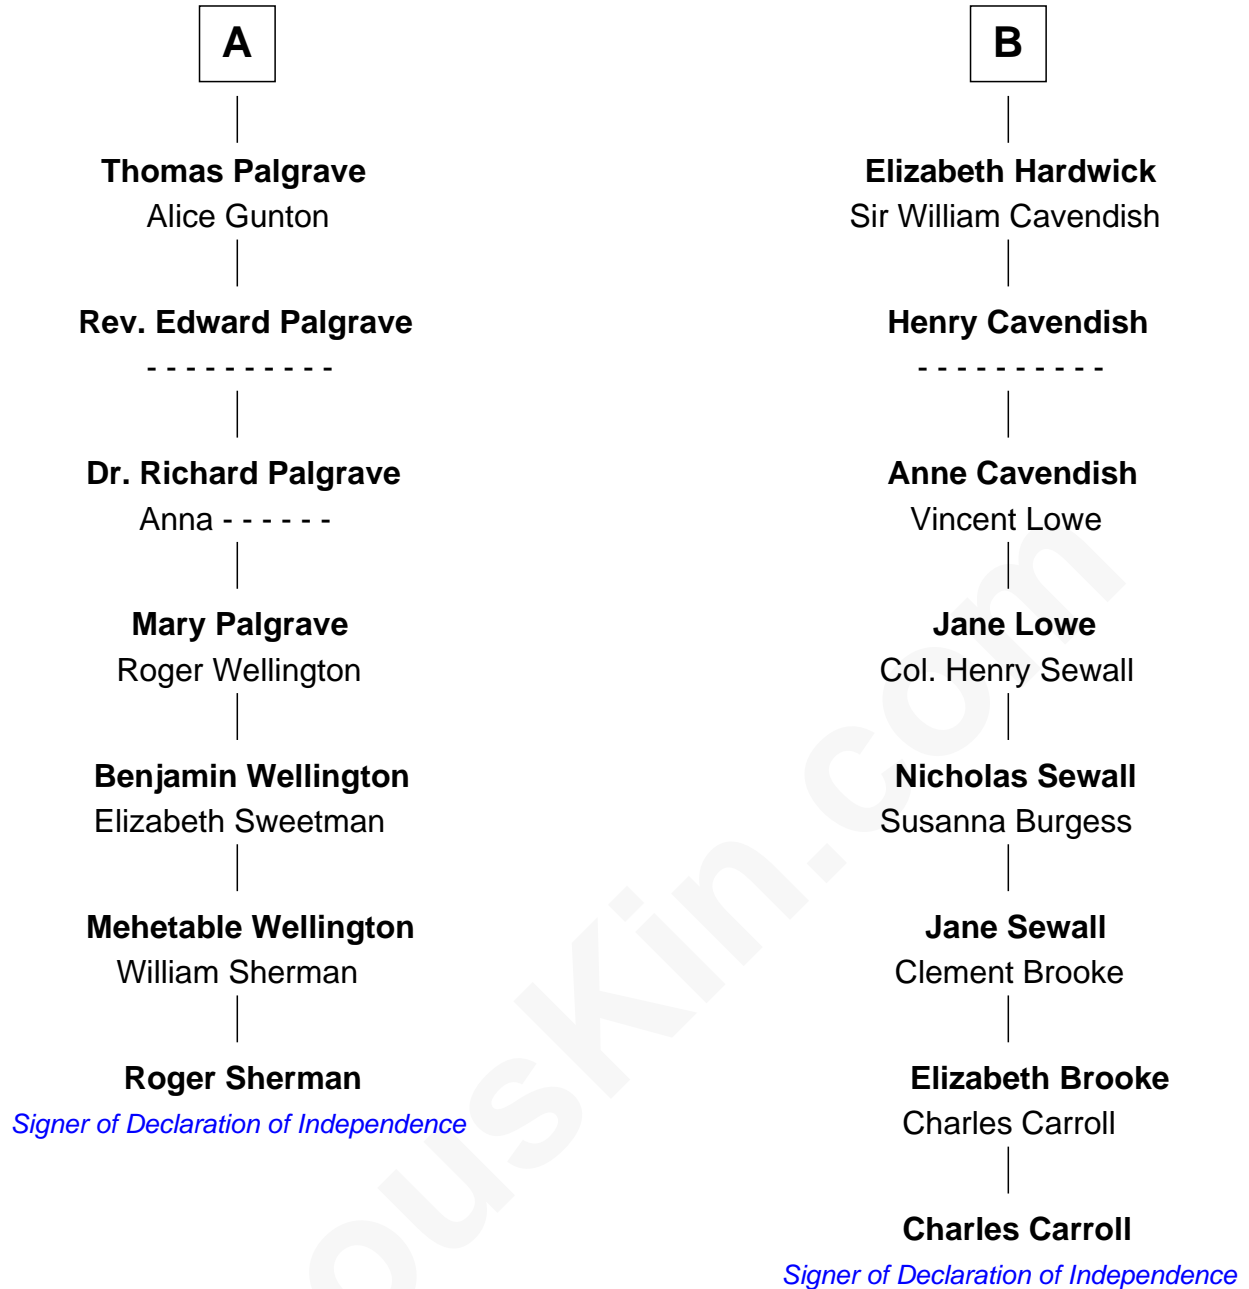 A
Thomas Palgrave
Alice Gunton
Rev. Edward Palgrave
- - - - - - - - - -
Dr. Richard Palgrave
Anna - - - - - -
Mary Palgrave
Roger Wellington
Benjamin Wellington
Elizabeth Sweetman
Mehetable Wellington
William Sherman
Roger Sherman
Signer of Declaration of Independence
B
Elizabeth Hardwick
Sir William Cavendish
Henry Cavendish
- - - - - - - - - -
Anne Cavendish
Vincent Lowe
Jane Lowe
Col. Henry Sewall
Nicholas Sewall
Susanna Burgess
Jane Sewall
Clement Brooke
Elizabeth Brooke
Charles Carroll
Charles Carroll
Signer of Declaration of Independence
ousKin.com